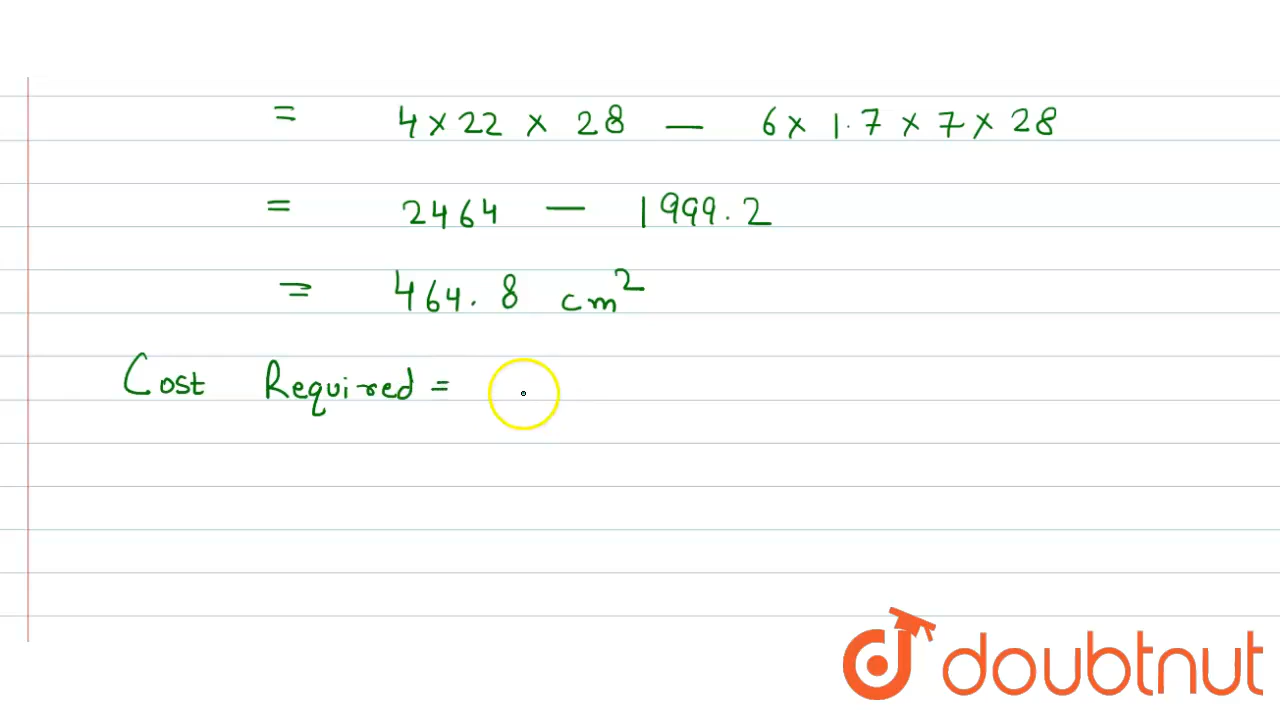 = 4 × 22 × 28 — 6 × 1.7 × 7 × 28
= 2464 — 1999.2
= 464.8 cm²
Cost Required =
doubtnut